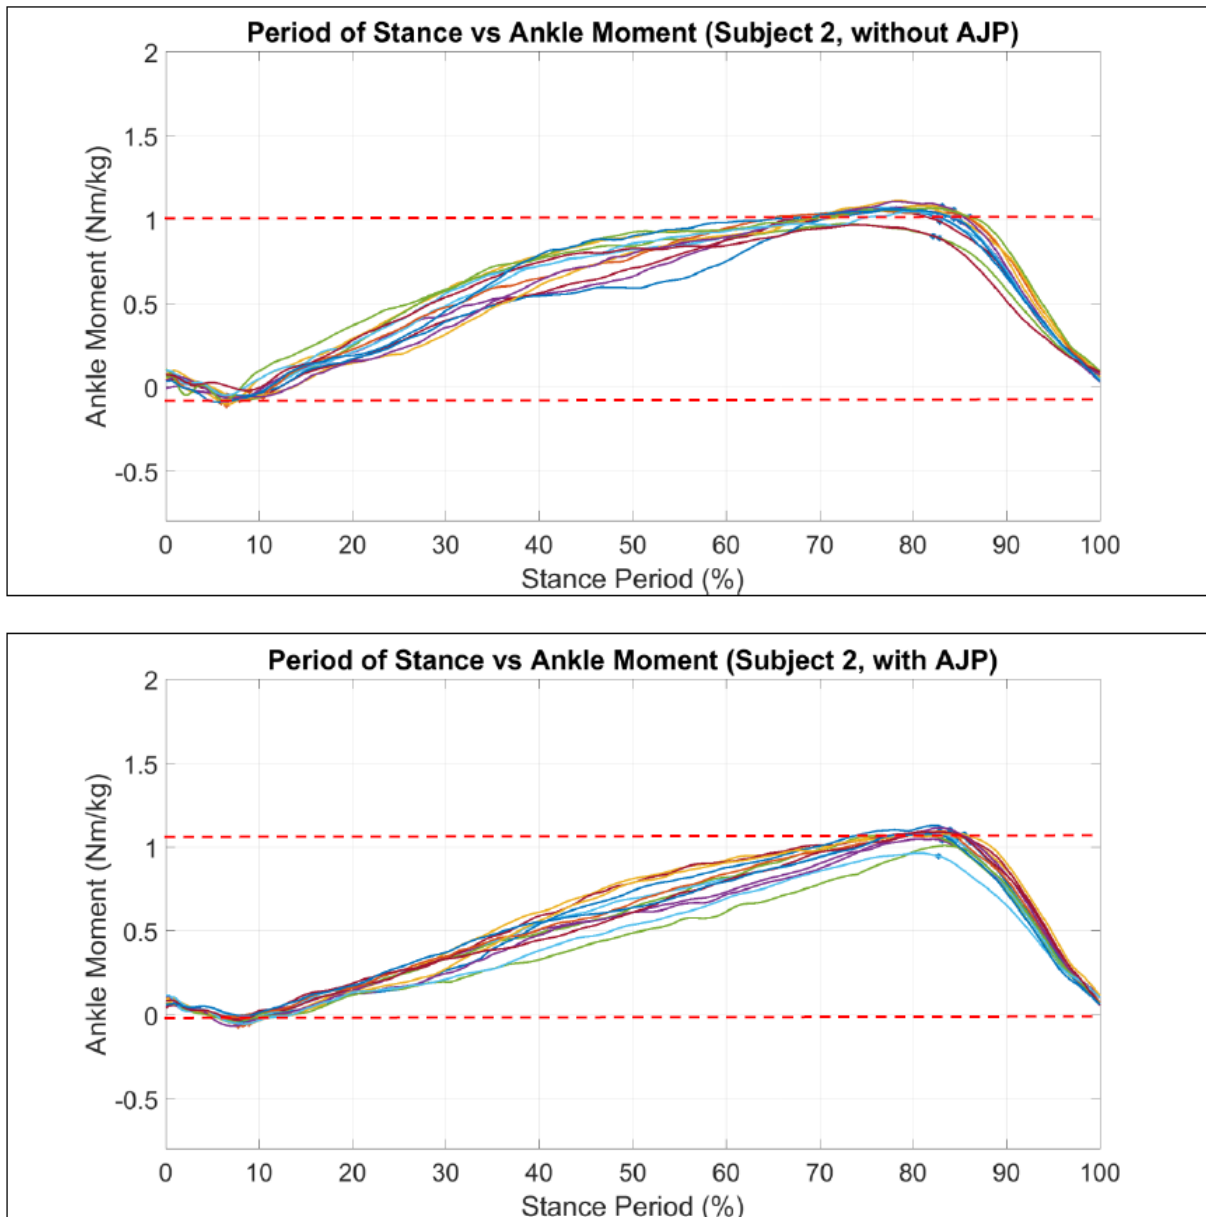 Period of Stance vs Ankle Moment (Subject 2, without AJP)
2
1.5
1
0.5
0
-0.5
Ankle Moment (Nm/kg)
0 10 20 30 40 50 60 70 80 90 100
Stance Period (%)
Period of Stance vs Ankle Moment (Subject 2, with AJP)
2
1.5
1
0.5
0
-0.5
Ankle Moment (Nm/kg)
0 10 20 30 40 50 60 70 80 90 100
Stance Period (%)